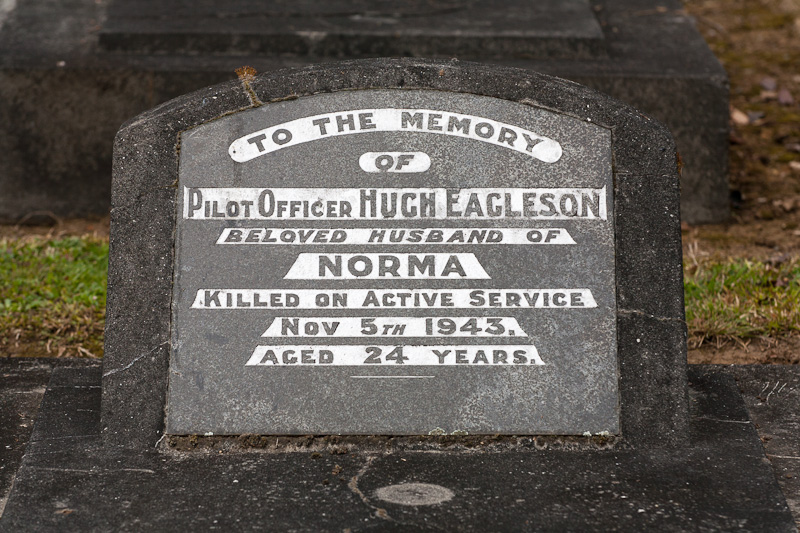 TO THE MEMORY
OF
PILOT OFFICER HUGH EAGLESON
BELOVED HUSBAND OF
NORMA
KILLED ON ACTIVE SERVICE
NOV 5TH 1943,
AGED 24 YEARS.